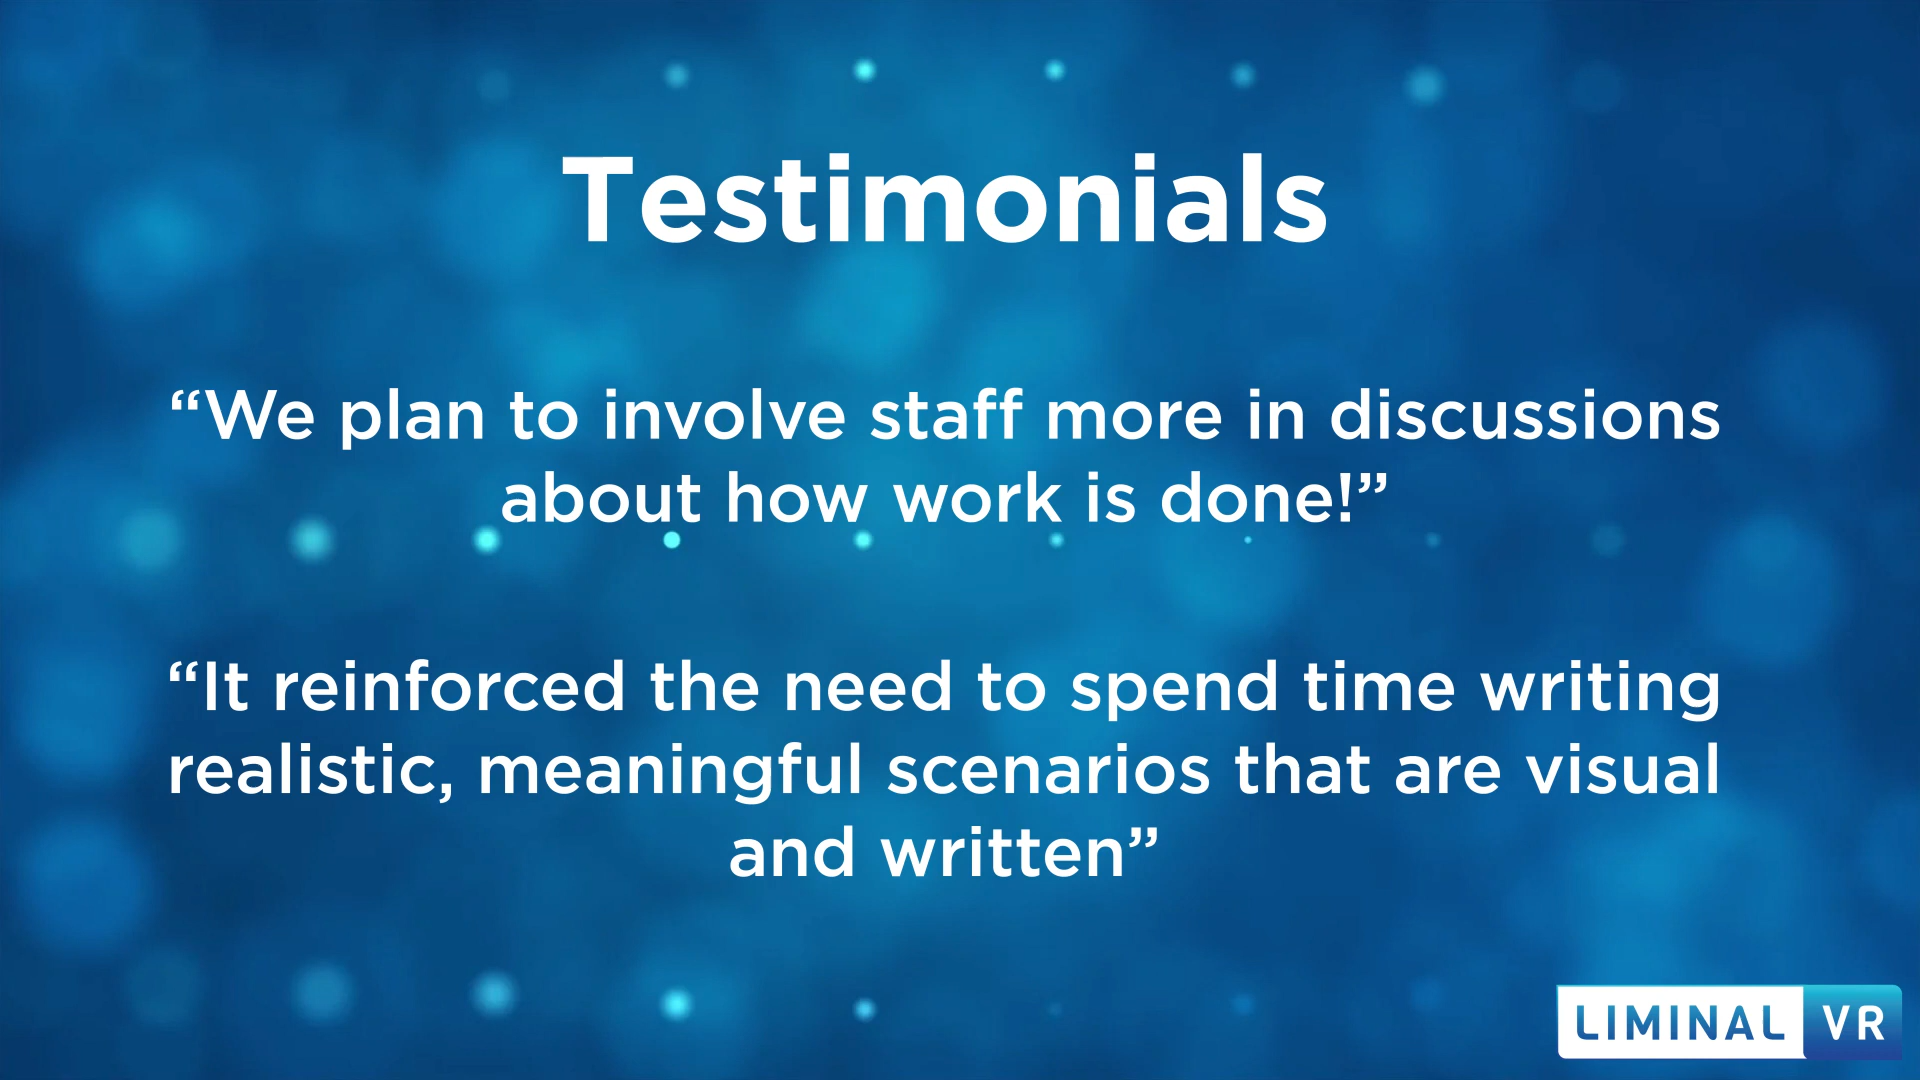 Testimonials
“We plan to involve staff more in discussions
about how work is done!”
“It reinforced the need to spend time writing
realistic, meaningful scenarios that are visual
and written”
LIMINAL VR